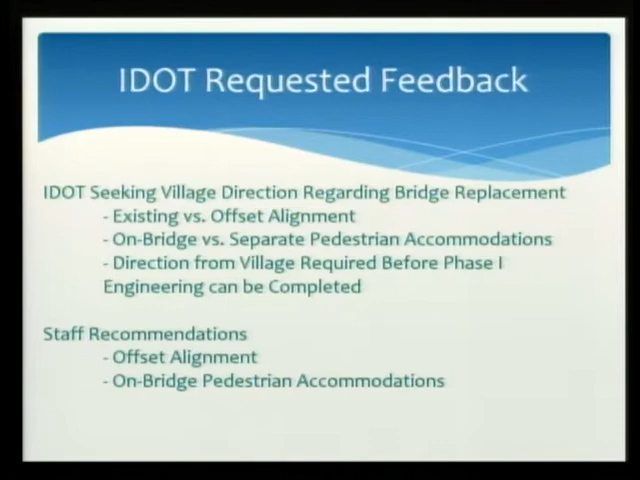 IDOT Requested Feedback
IDOT Seeking Village Direction Regarding Bridge Replacement
- Existing vs. Offset Alignment
- On-Bridge vs. Separate Pedestrian Accommodations
- Direction from Village Required Before Phase I
Engineering can be Completed
Staff Recommendations
- Offset Alignment
- On-Bridge Pedestrian Accommodations